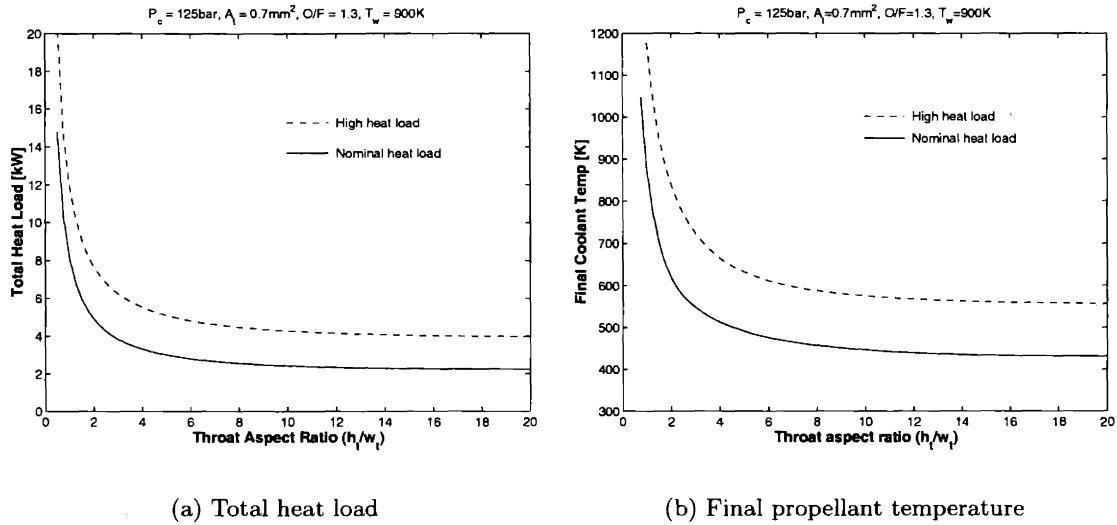 P_c = 125bar, A_t = 0.7mm², O/F = 1.3, T_w = 900K
20
18
16
14
12
10
8
6
4
2
0
Total Heat Load [kW]
High heat load
Nominal heat load
0 2 4 6 8 10 12 14 16 18 20
Throat Aspect Ratio (h_t/w_t)
(a) Total heat load
P_c = 125bar, A_t=0.7mm², O/F=1.3, T_w=900K
1200
1100
1000
900
800
700
600
500
400
300
Final Coolant Temp [K]
High heat load
Nominal heat load
0 2 4 6 8 10 12 14 16 18 20
Throat aspect ratio (h_t/w_t)
(b) Final propellant temperature